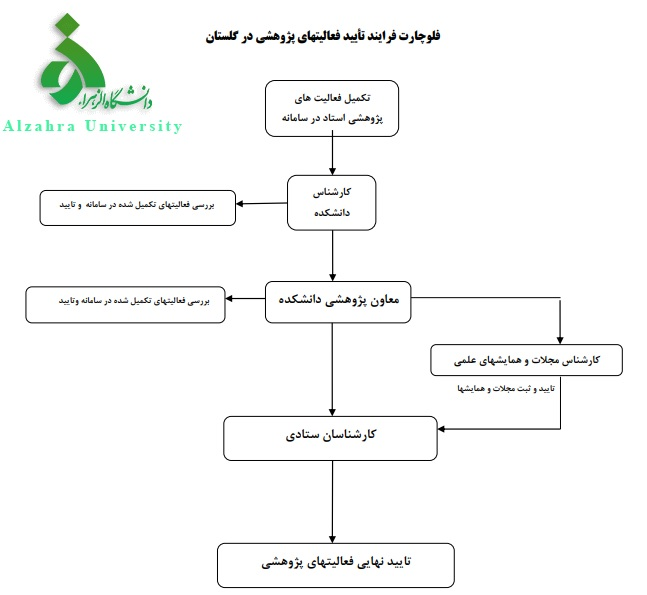 فلوچارت فرایند تأیید فعالیتهای پژوهشی در گلستان
دانشگاه الزهراء
Alzahra University
تکمیل فعالیت های
پژوهشی استاد در سامانه
کارشناس
دانشکده
بررسی فعالیتهای تکمیل شده در سامانه و تایید
معاون پژوهشی دانشکده
بررسی فعالیتهای تکمیل شده در سامانه وتایید
کارشناس مجلات و همایشهای علمی
تایید و ثبت مجلات و همایشها
کارشناسان ستادی
تایید نهایی فعالیتهای پژوهشی